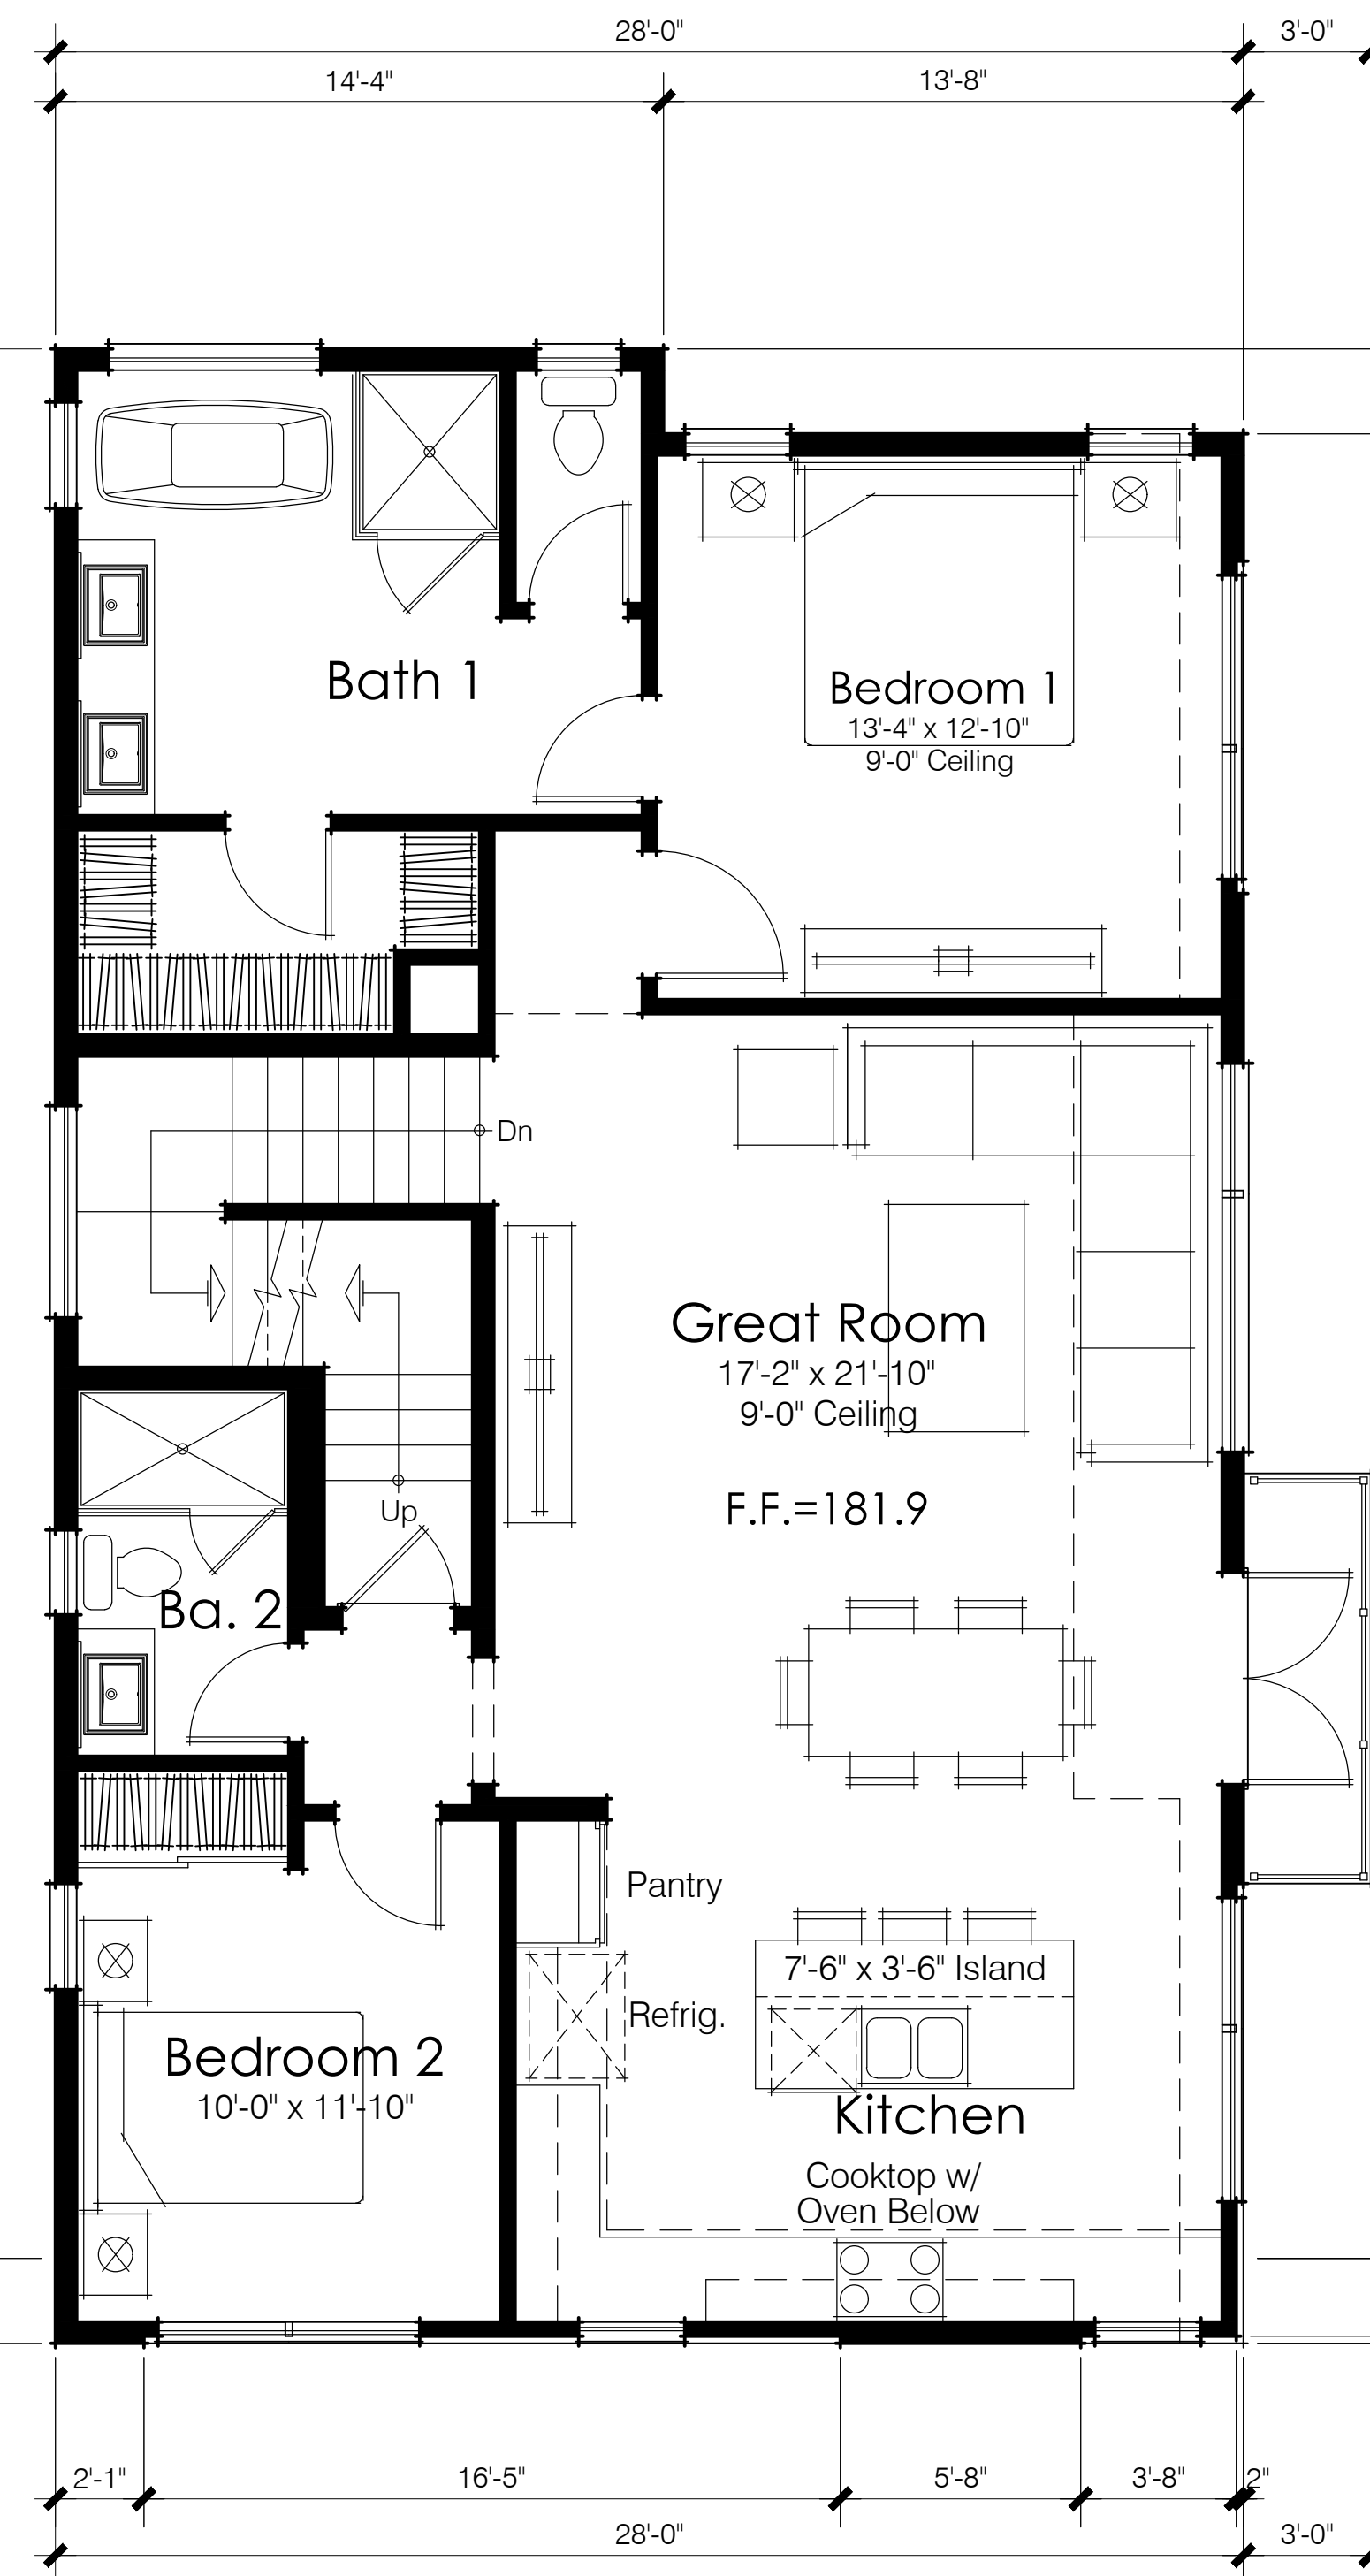 28'-0"
3'-0"
14'-4"
13'-8"
Bath 1
Bedroom 1
13'-4" x 12'-10"
9'-0" Ceiling
Dn
Great Room
17'-2" x 21'-10"
9'-0" Ceiling
F.F.=181.9
Up
Ba. 2
Pantry
7'-6" x 3'-6" Island
Refrig.
Bedroom 2
10'-0" x 11'-10"
Kitchen
Cooktop w/
Oven Below
2'-1"
16'-5"
5'-8"
3'-8"
2"
28'-0"
3'-0"